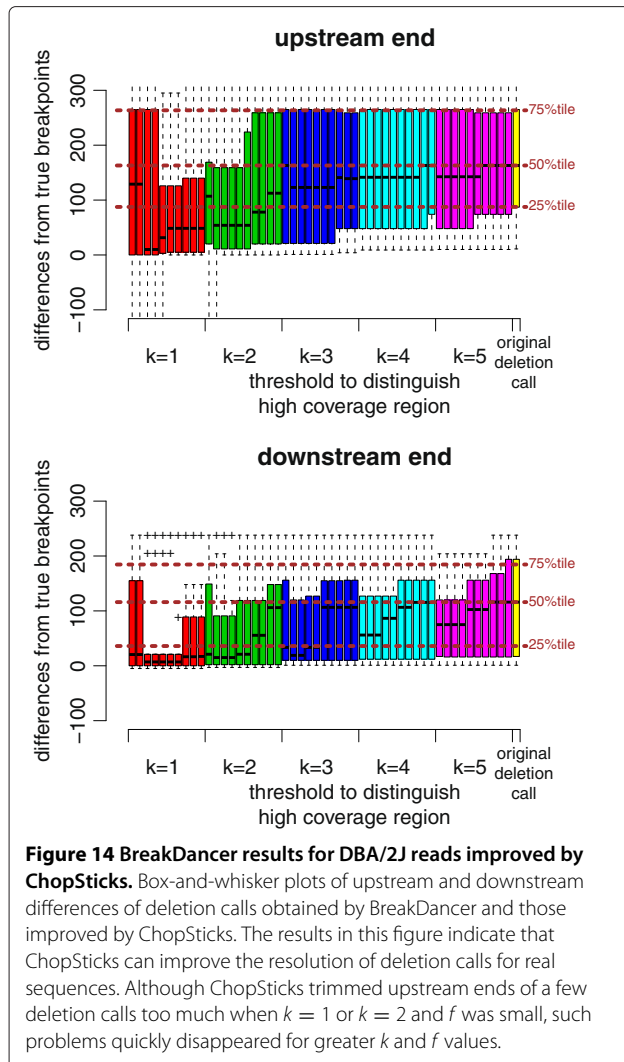 upstream end
differences from true breakpoints
300
200
100
0
-100
75%tile
50%tile
25%tile
k=1
k=2
k=3
k=4
k=5
original
deletion
call
threshold to distinguish
high coverage region
downstream end
differences from true breakpoints
300
200
100
0
-100
75%tile
50%tile
25%tile
k=1
k=2
k=3
k=4
k=5
original
deletion
call
threshold to distinguish
high coverage region
Figure 14 BreakDancer results for DBA/2J reads improved by
ChopSticks. Box-and-whisker plots of upstream and downstream
differences of deletion calls obtained by BreakDancer and those
improved by ChopSticks. The results in this figure indicate that
ChopSticks can improve the resolution of deletion calls for real
sequences. Although ChopSticks trimmed upstream ends of a few
deletion calls too much when k = 1 or k = 2 and f was small, such
problems quickly disappeared for greater k and f values.